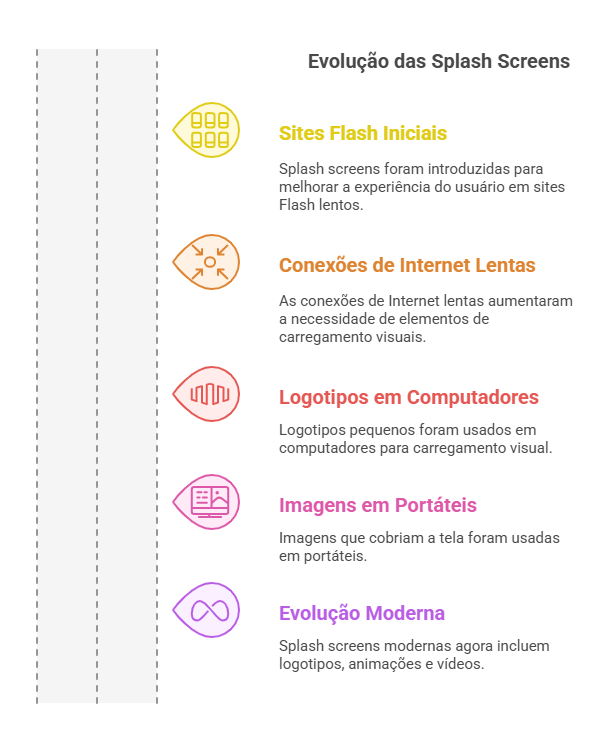 Evolução das Splash Screens
Sites Flash Iniciais
Splash screens foram introduzidas para
melhorar a experiência do usuário em sites
Flash lentos.
Conexões de Internet Lentas
As conexões de Internet lentas aumentaram
a necessidade de elementos de
carregamento visuais.
Logotipos em Computadores
Logotipos pequenos foram usados em
computadores para carregamento visual.
Imagens em Portáteis
Imagens que cobriam a tela foram usadas
em portáteis.
Evolução Moderna
Splash screens modernas agora incluem
logotipos, animações e vídeos.